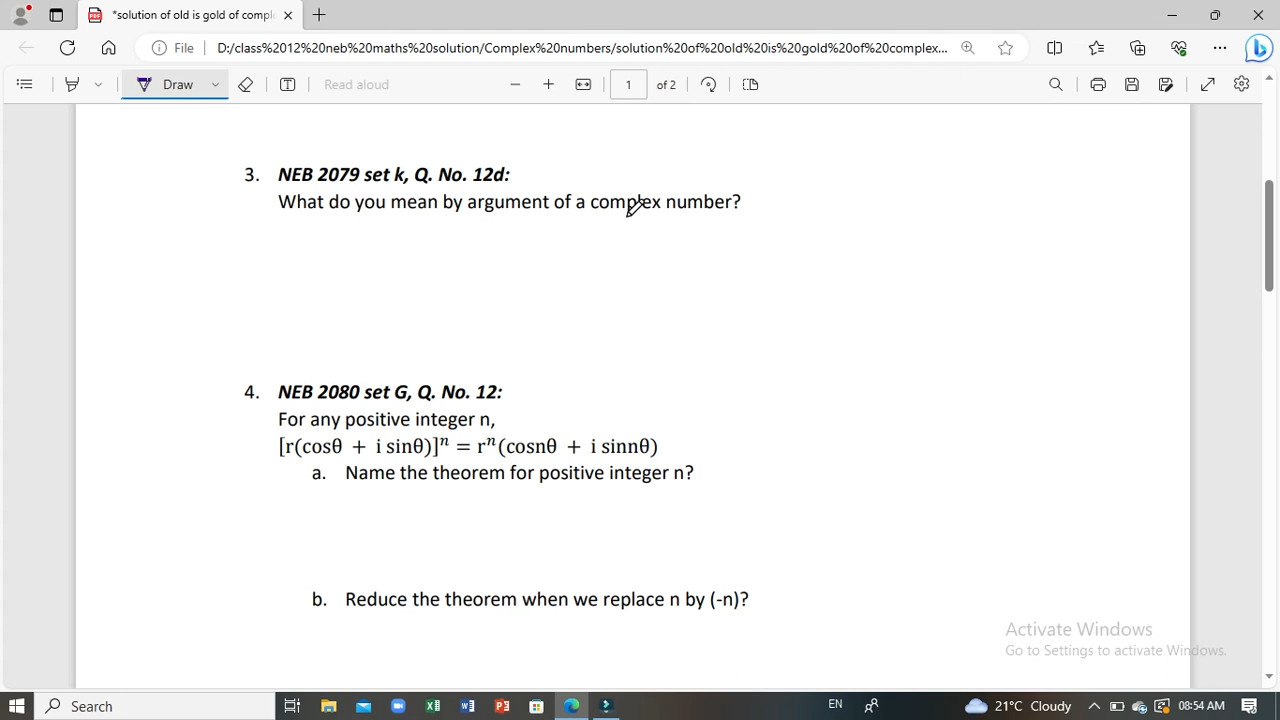 *solution of old is gold of compl
File
D:/class%2012%20neb%20maths%20solution/Complex%20numbers/solution%20of%20old%20is%20gold%20of%20complex...
Draw
Read aloud
1 of 2
3. NEB 2079 set k, Q. No. 12d:
What do you mean by argument of a complex number?
4. NEB 2080 set G, Q. No. 12:
For any positive integer n,
[r(cosθ + i sinθ)]ⁿ = rⁿ(cosnθ + i sinnθ)
a. Name the theorem for positive integer n?
b. Reduce the theorem when we replace n by (-n)?
Activate Windows
Go to Settings to activate Windows.
Search
EN
21°C Cloudy
08:54 AM